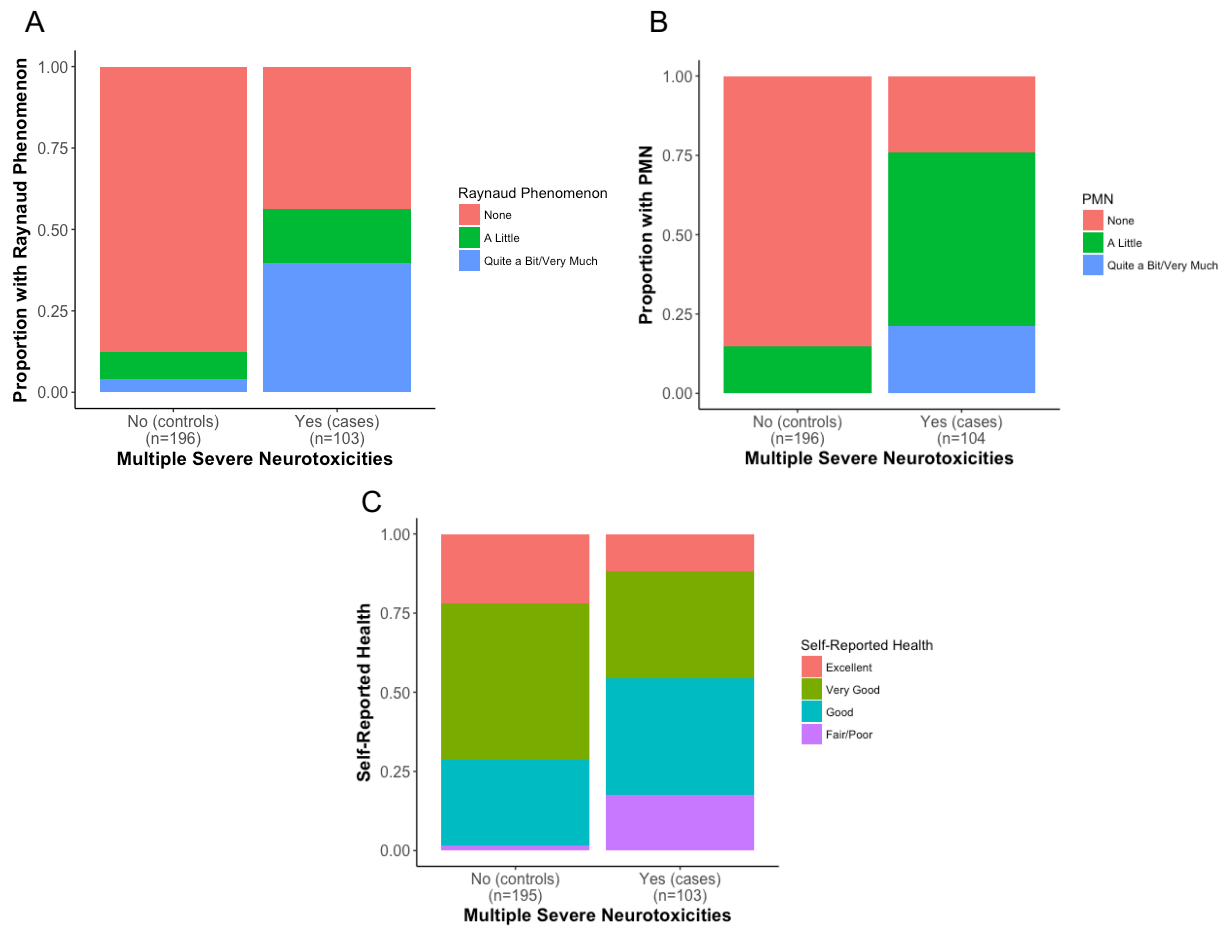 A
Proportion with Raynaud Phenomenon
1.00
0.75
0.50
0.25
0.00
No (controls)
(n=196)
Yes (cases)
(n=103)
Multiple Severe Neurotoxicities
Raynaud Phenomenon
None
A Little
Quite a Bit/Very Much
B
Proportion with PMN
1.00
0.75
0.50
0.25
0.00
No (controls)
(n=196)
Yes (cases)
(n=104
Multiple Severe Neurotoxicities
PMN
None
A Little
Quite a Bit/Very Much
C
Self-Reported Health
1.00
0.75
0.50
0.25
0.00
No (controls)
(n=195)
Yes (cases)
(n=103)
Multiple Severe Neurotoxicities
Self-Reported Health
Excellent
Very Good
Good
Fair/Poor